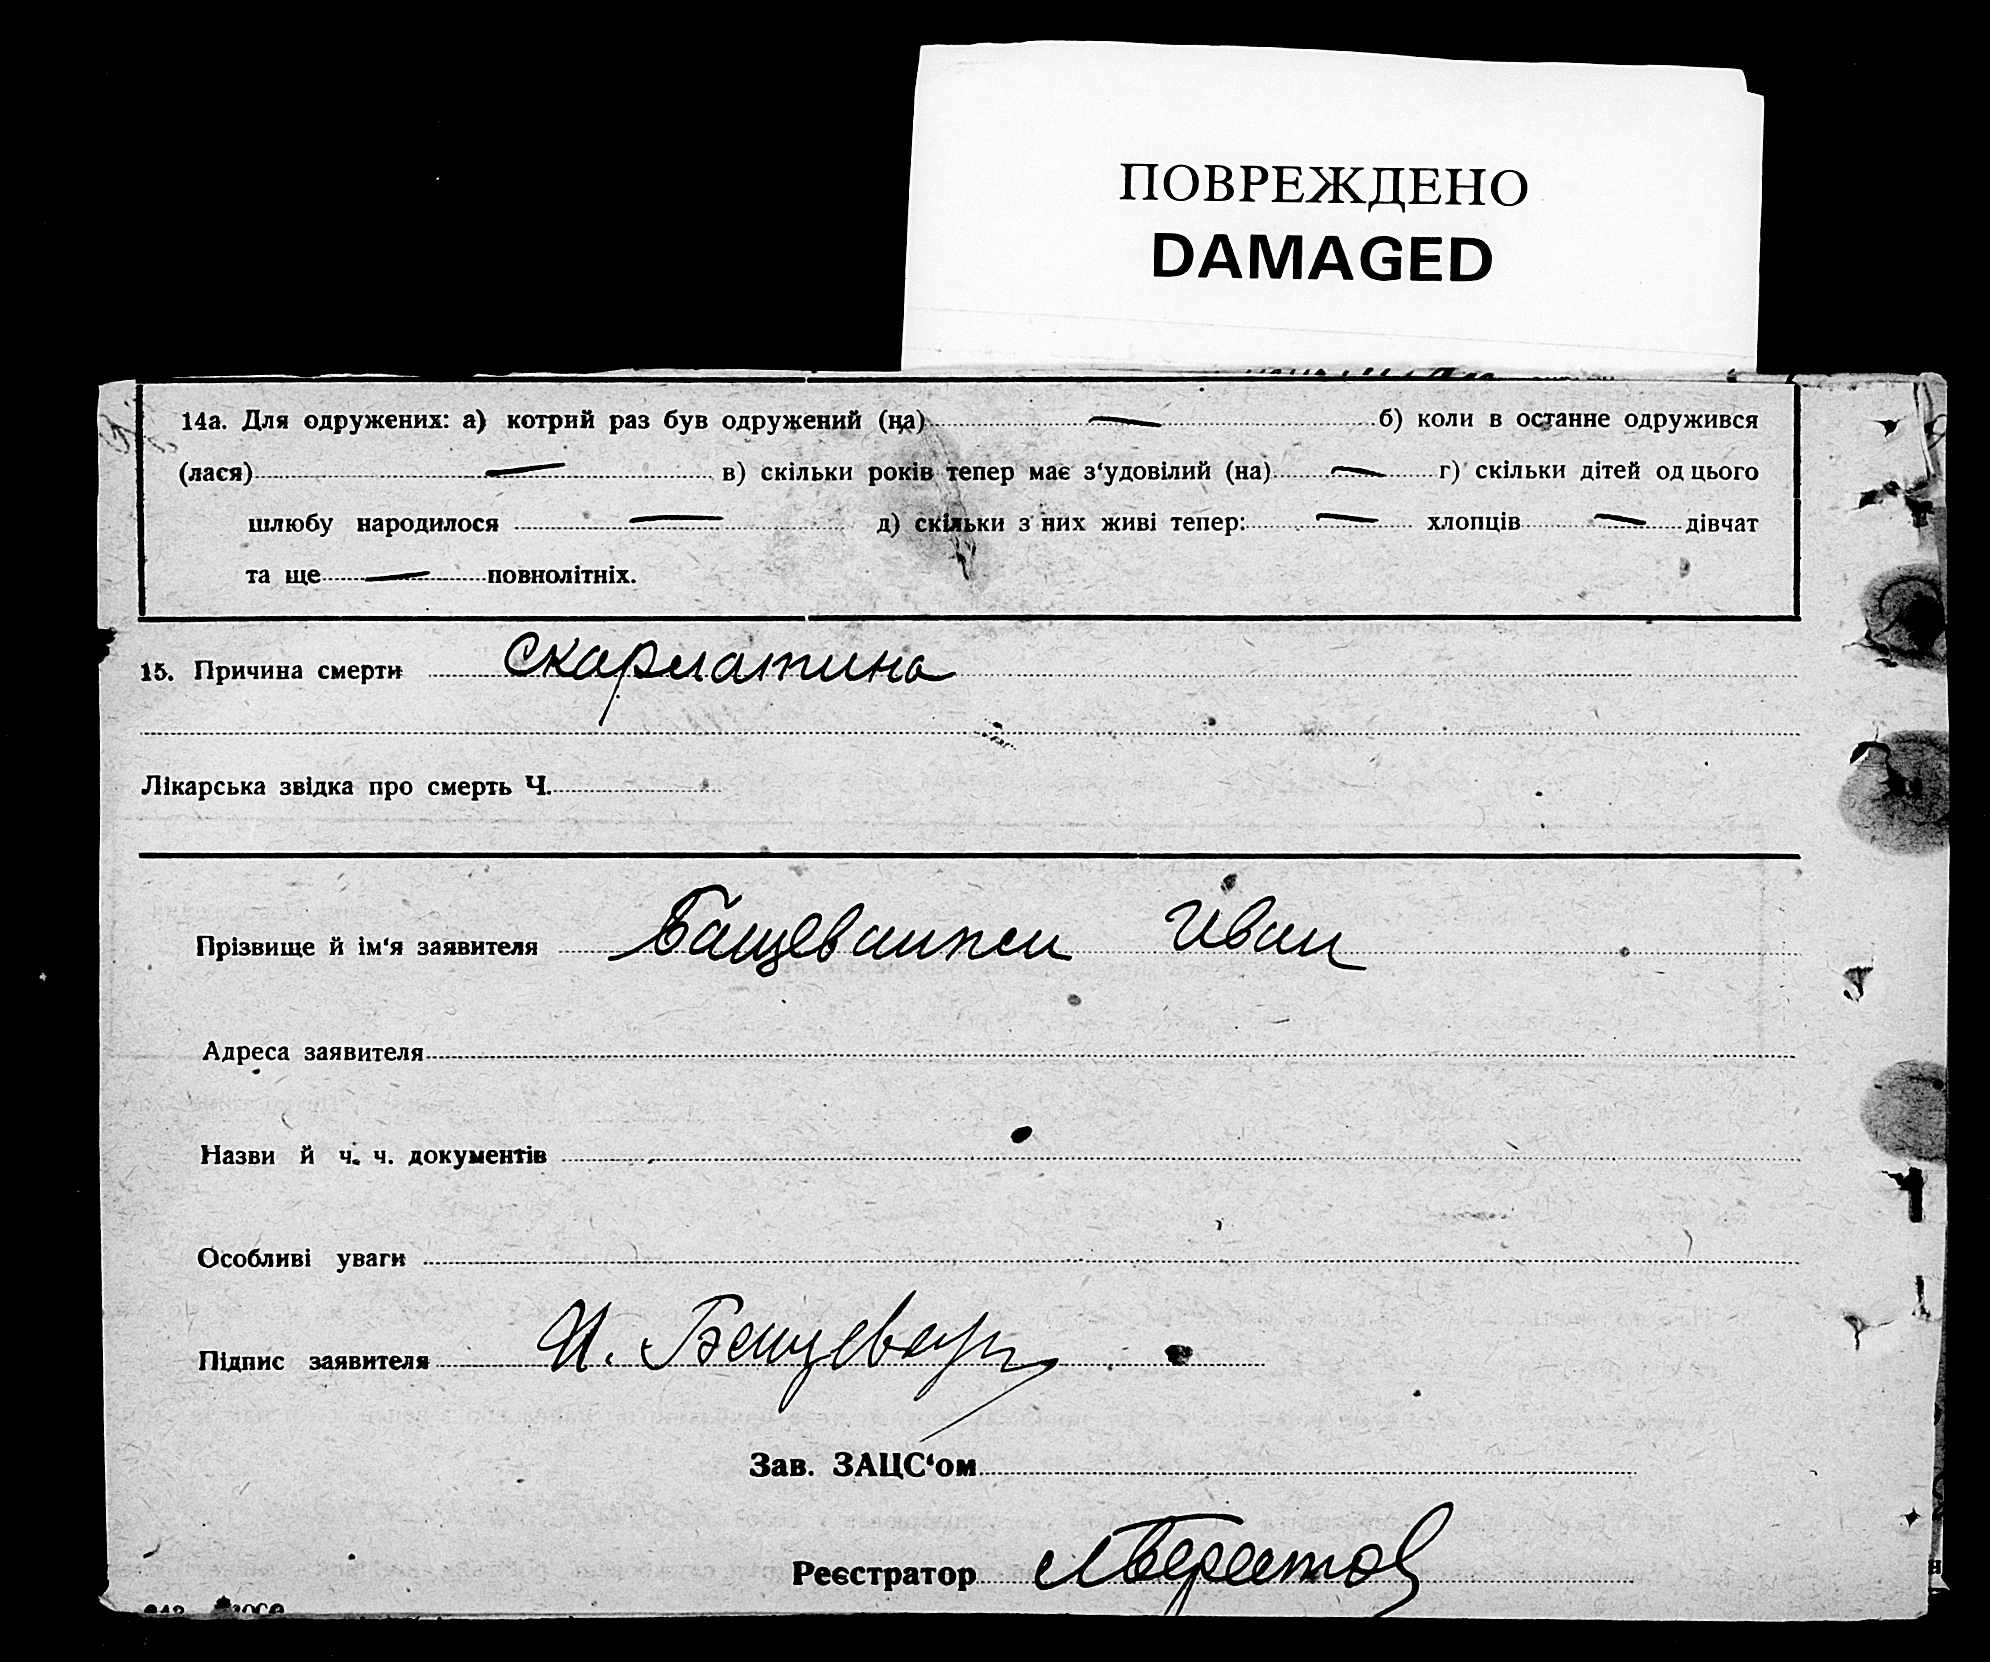 ПОВРЕЖДЕНО
DAMAGED
14а. Для одружених: а) котрий раз був одружений (на) — б) коли в останнє одружився
(лася) — в) скільки років тепер має з‘удовілий (на) — г) скільки дітей од цього
шлюбу народилося — д) скільки з них живі тепер: — хлопців — дівчат
та ще — повнолітніх.
15. Причина смерти Скарлатина
Лікарська звідка про смерть Ч.
Прізвище й ім‘я заявителя Иван
Адреса заявителя
Назви й ч. ч. документів
Особливі уваги
Підпис заявителя И.
Зав. ЗАЦС‘ом
Реєстратор